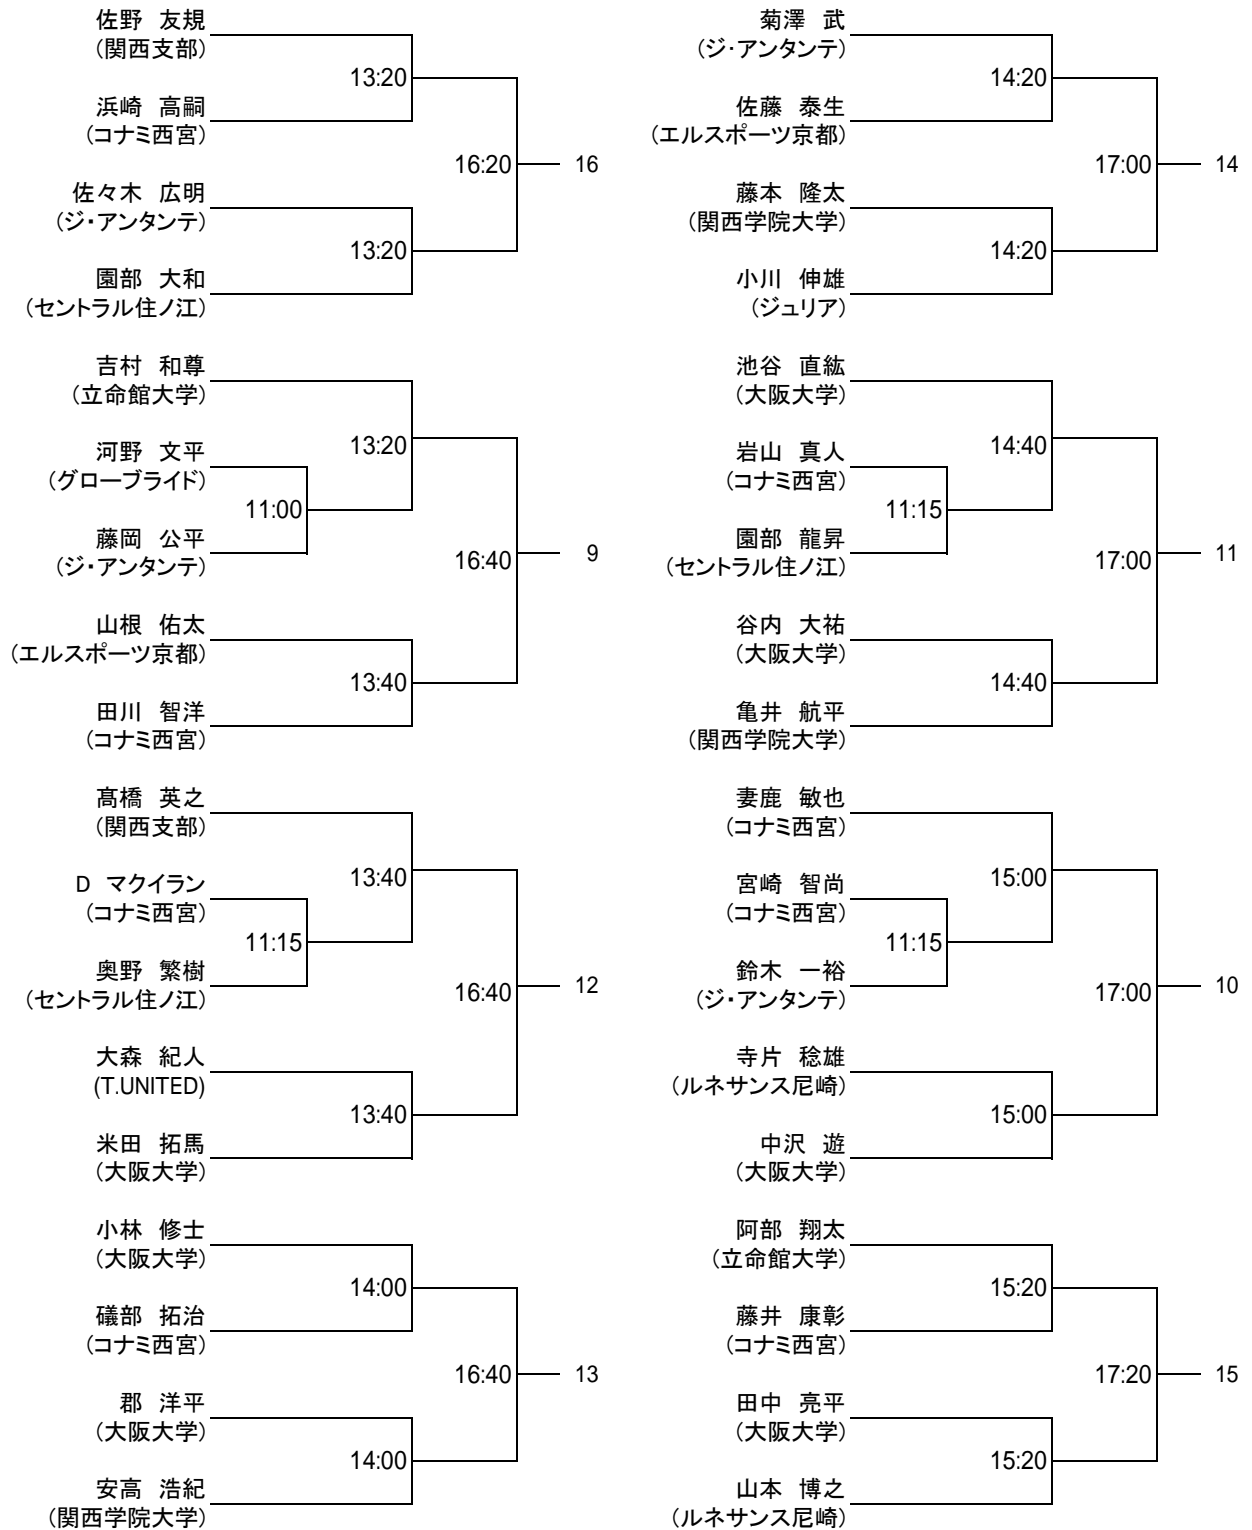 佐野 友規
(関西支部)
13:20
浜崎 高嗣
(コナミ西宮)
16:20
16
佐々木 広明
(ジ・アンタンテ)
13:20
園部 大和
(セントラル住ノ江)
吉村 和尊
(立命館大学)
13:20
河野 文平
(グローブライド)
11:00
藤岡 公平
(ジ・アンタンテ)
16:40
9
山根 佑太
(エルスポーツ京都)
13:40
田川 智洋
(コナミ西宮)
髙橋 英之
(関西支部)
13:40
D マクイラン
(コナミ西宮)
11:15
奥野 繁樹
(セントラル住ノ江)
16:40
12
大森 紀人
(T.UNITED)
13:40
米田 拓馬
(大阪大学)
小林 修士
(大阪大学)
14:00
礒部 拓治
(コナミ西宮)
16:40
13
郡 洋平
(大阪大学)
14:00
安高 浩紀
(関西学院大学)
菊澤 武
(ジ・アンタンテ)
14:20
佐藤 泰生
(エルスポーツ京都)
17:00
14
藤本 隆太
(関西学院大学)
14:20
小川 伸雄
(ジュリア)
池谷 直紘
(大阪大学)
14:40
岩山 真人
(コナミ西宮)
11:15
園部 龍昇
(セントラル住ノ江)
17:00
11
谷内 大祐
(大阪大学)
14:40
亀井 航平
(関西学院大学)
妻鹿 敏也
(コナミ西宮)
15:00
宮崎 智尚
(コナミ西宮)
11:15
鈴木 一裕
(ジ・アンタンテ)
17:00
10
寺片 稔雄
(ルネサンス尼崎)
15:00
中沢 遊
(大阪大学)
阿部 翔太
(立命館大学)
15:20
藤井 康彰
(コナミ西宮)
17:20
15
田中 亮平
(大阪大学)
15:20
山本 博之
(ルネサンス尼崎)